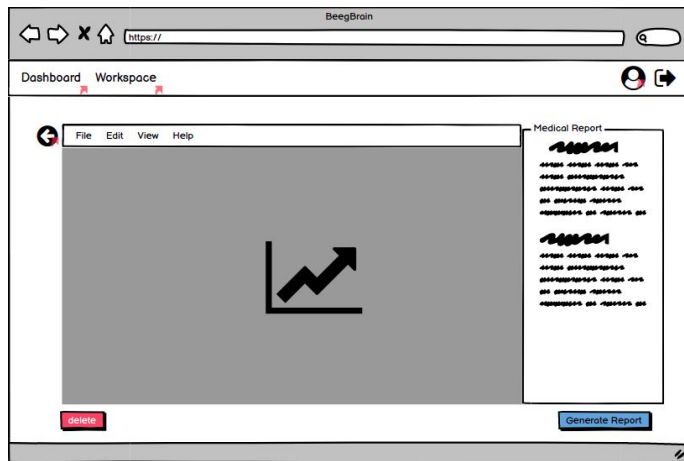 BeegBrain
https://
Dashboard Workspace
File Edit View Help
Medical Report
delete
Generate Report